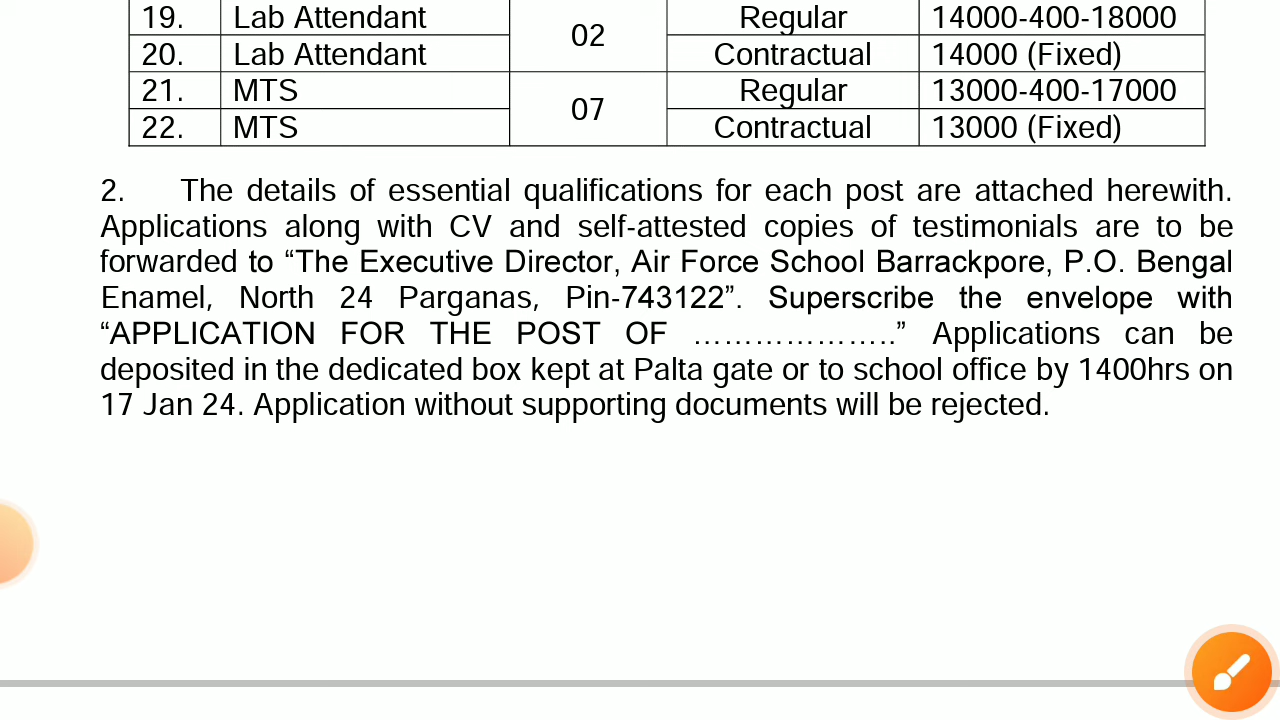 19. Lab Attendant 02 Regular 14000-400-18000
20. Lab Attendant Contractual 14000 (Fixed)
21. MTS 07 Regular 13000-400-17000
22. MTS Contractual 13000 (Fixed)
2. The details of essential qualifications for each post are attached herewith.
Applications along with CV and self-attested copies of testimonials are to be
forwarded to “The Executive Director, Air Force School Barrackpore, P.O. Bengal
Enamel, North 24 Parganas, Pin-743122”. Superscribe the envelope with
“APPLICATION FOR THE POST OF ………………..” Applications can be
deposited in the dedicated box kept at Palta gate or to school office by 1400hrs on
17 Jan 24. Application without supporting documents will be rejected.